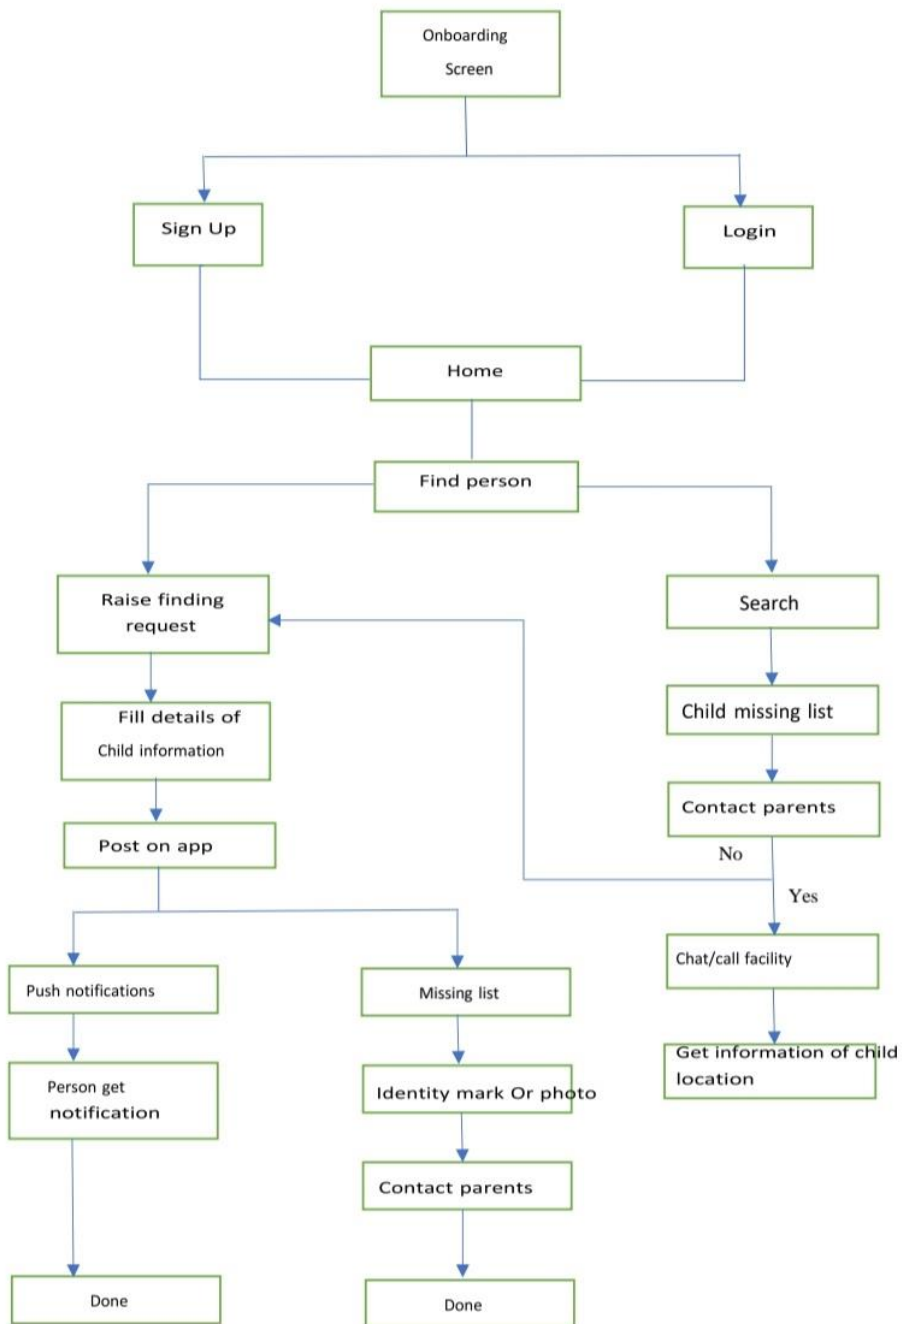 Onboarding
Screen
Sign Up
Login
Home
Find person
Raise finding
request
Search
Fill details of
Child information
Child missing list
Contact parents
Post on app
No
Yes
Chat/call facility
Push notifications
Missing list
Get information of child
location
Person get
notification
Identity mark Or photo
Contact parents
Done
Done